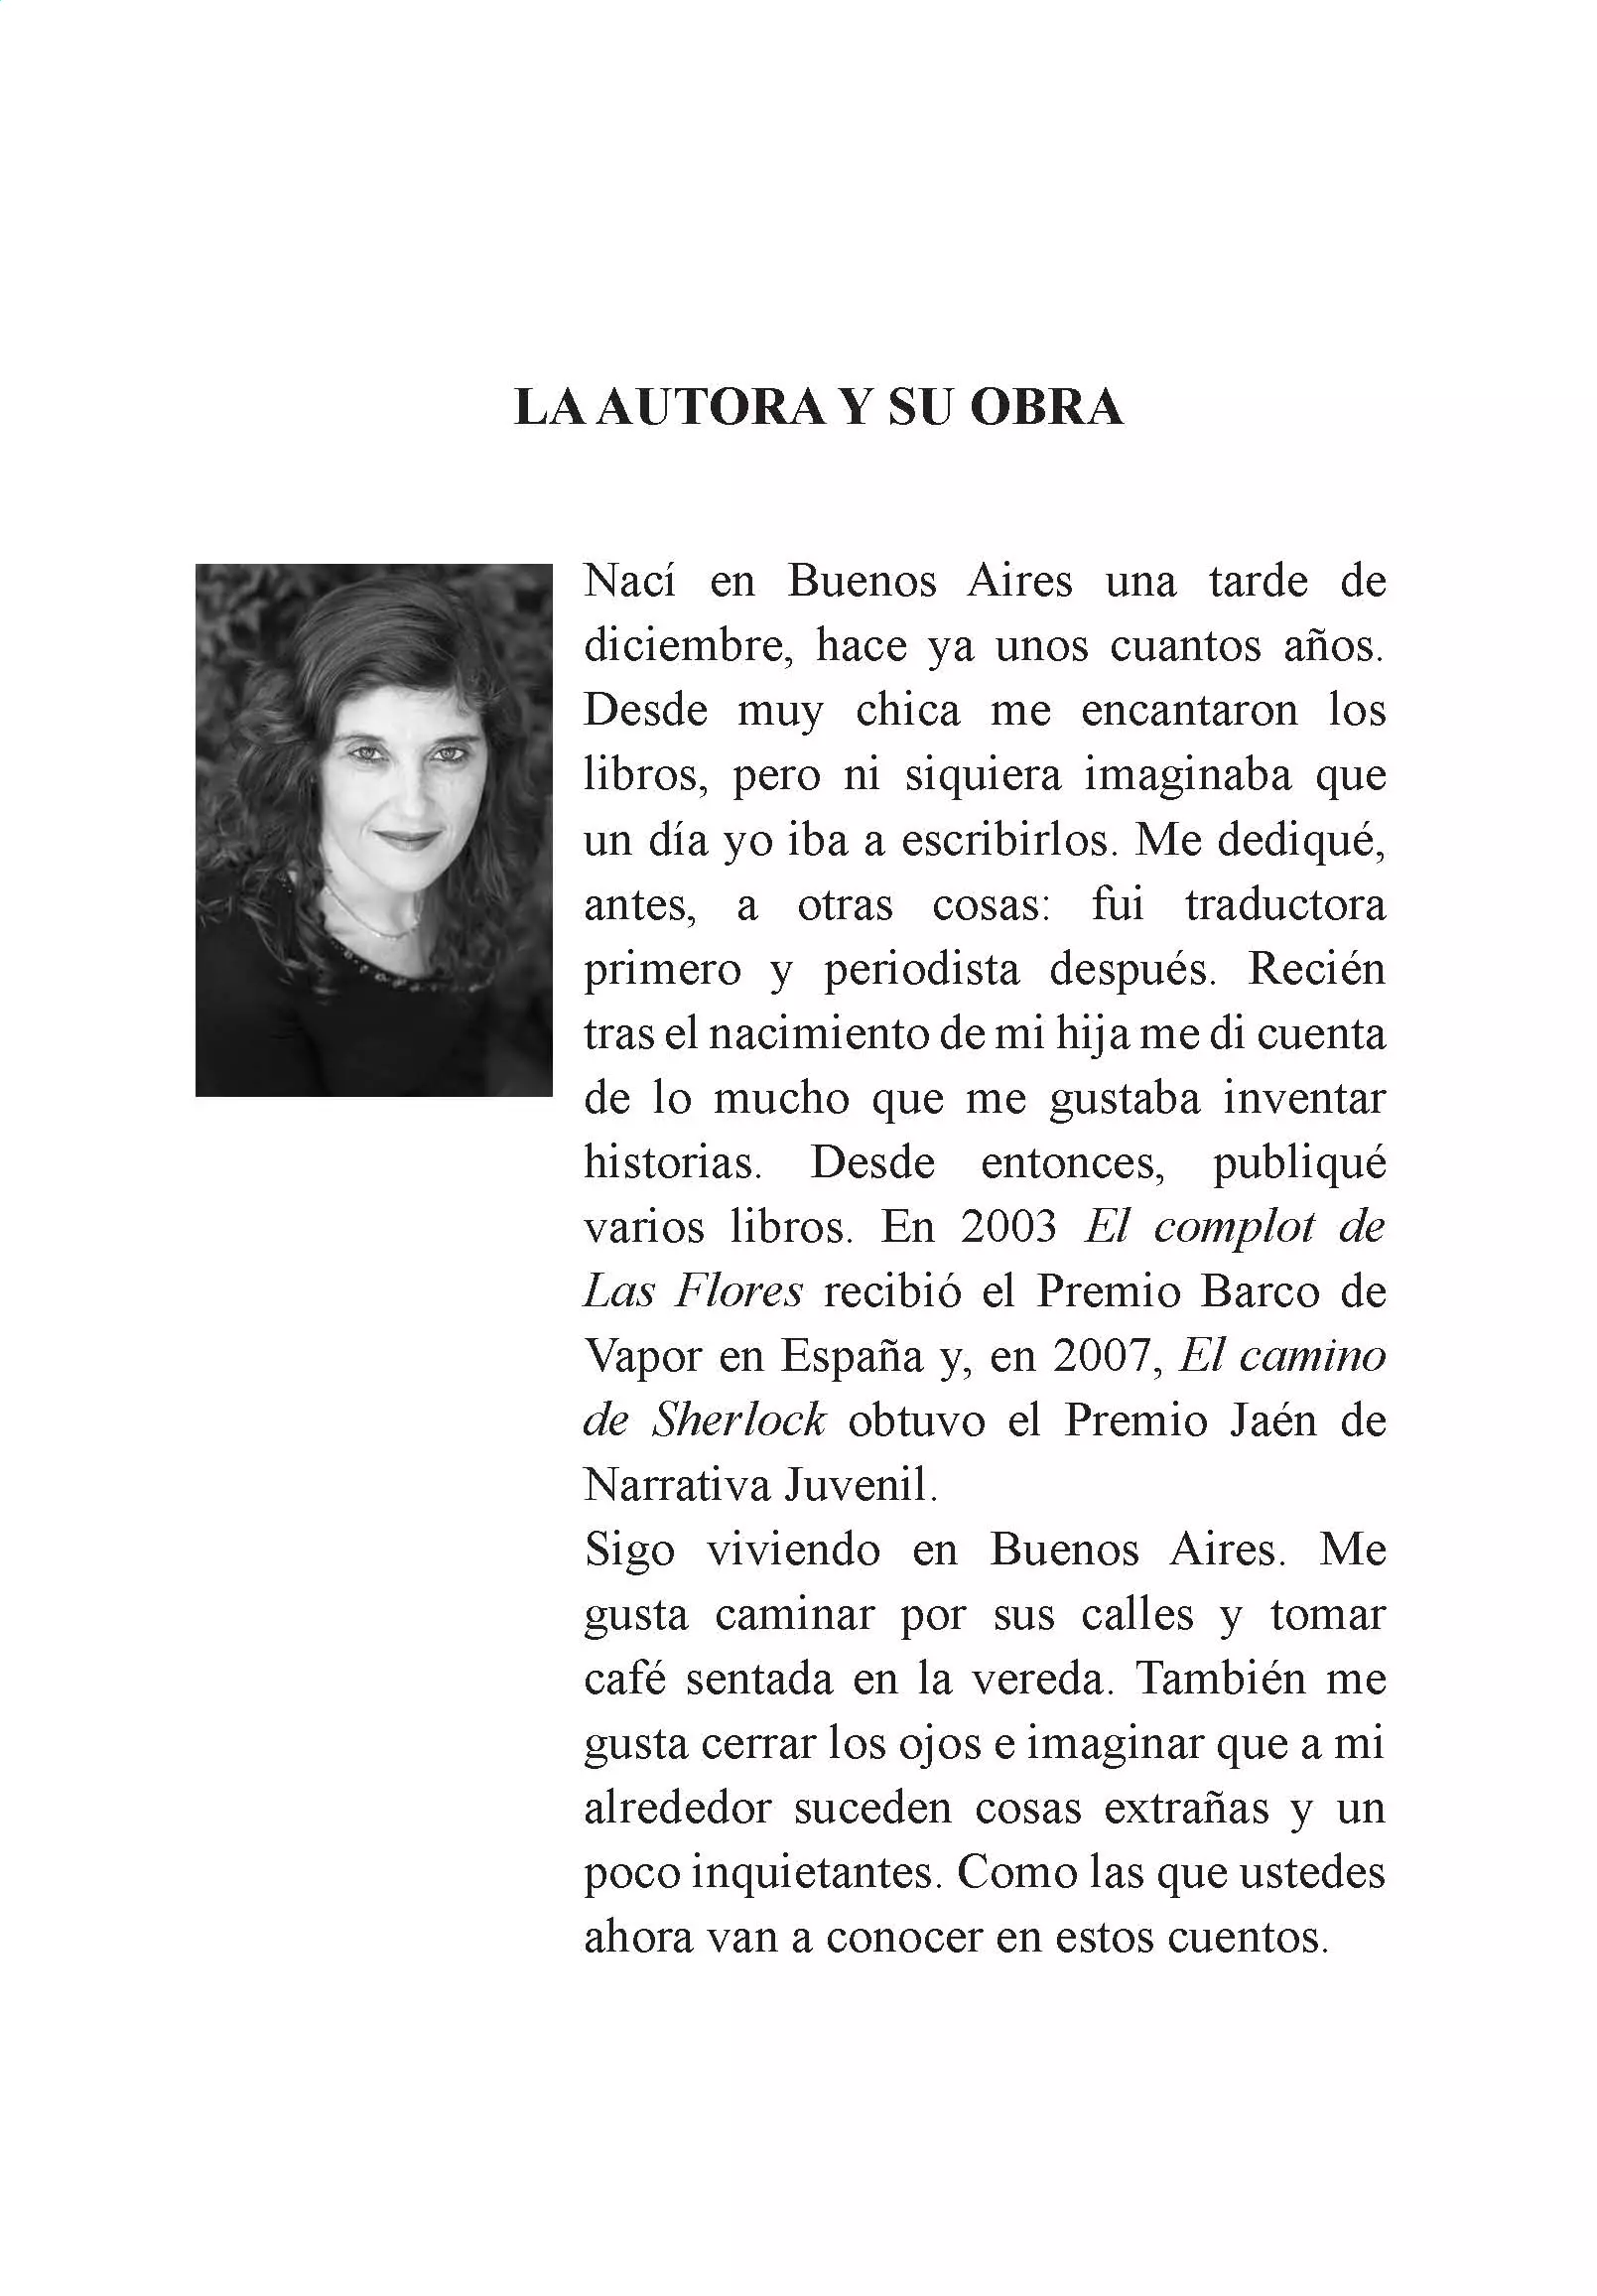 LA AUTORA Y SU OBRA
Nací en Buenos Aires una tarde de
diciembre, hace ya unos cuantos años.
Desde muy chica me encantaron los
libros, pero ni siquiera imaginaba que
un día yo iba a escribirlos. Me dediqué,
antes, a otras cosas: fui traductora
primero y periodista después. Recién
tras el nacimiento de mi hija me di cuenta
de lo mucho que me gustaba inventar
historias. Desde entonces, publiqué
varios libros. En 2003 El complot de
Las Flores recibió el Premio Barco de
Vapor en España y, en 2007, El camino
de Sherlock obtuvo el Premio Jaén de
Narrativa Juvenil.
Sigo viviendo en Buenos Aires. Me
gusta caminar por sus calles y tomar
café sentada en la vereda. También me
gusta cerrar los ojos e imaginar que a mi
alrededor suceden cosas extrañas y un
poco inquietantes. Como las que ustedes
ahora van a conocer en estos cuentos.